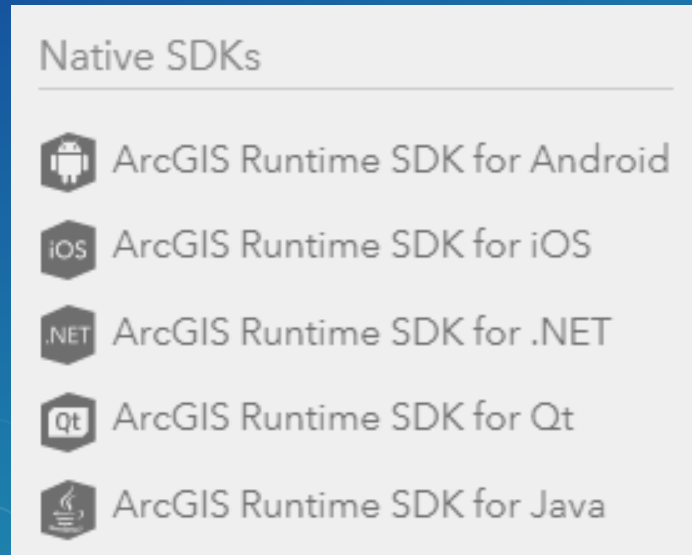 Native SDKs
ArcGIS Runtime SDK for Android
iOS ArcGIS Runtime SDK for iOS
.NET ArcGIS Runtime SDK for .NET
Qt ArcGIS Runtime SDK for Qt
ArcGIS Runtime SDK for Java